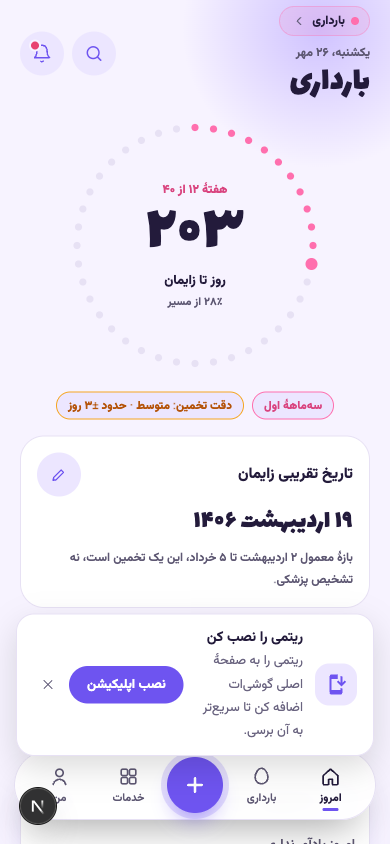 بارداری
یکشنبه، ۲۶ مهر
بارداری
هفتهٔ ۱۲ از ۴۰
۲۰۳
روز تا زایمان
۲۸٪ از مسیر
سه‌ماههٔ اول
دقت تخمین: متوسط · حدود ±۳ روز
تاریخ تقریبی زایمان
۱۹ اردیبهشت ۱۴۰۶
بازهٔ معمول ۲ اردیبهشت تا ۵ خرداد، این یک تخمین است، نه
تشخیص پزشکی.
ریتمی را نصب کن
ریتمی را به صفحهٔ
اصلی گوشی‌ات
اضافه کن تا سریع‌تر
به آن برسی.
نصب اپلیکیشن
امروز
بارداری
خدمات
من
N